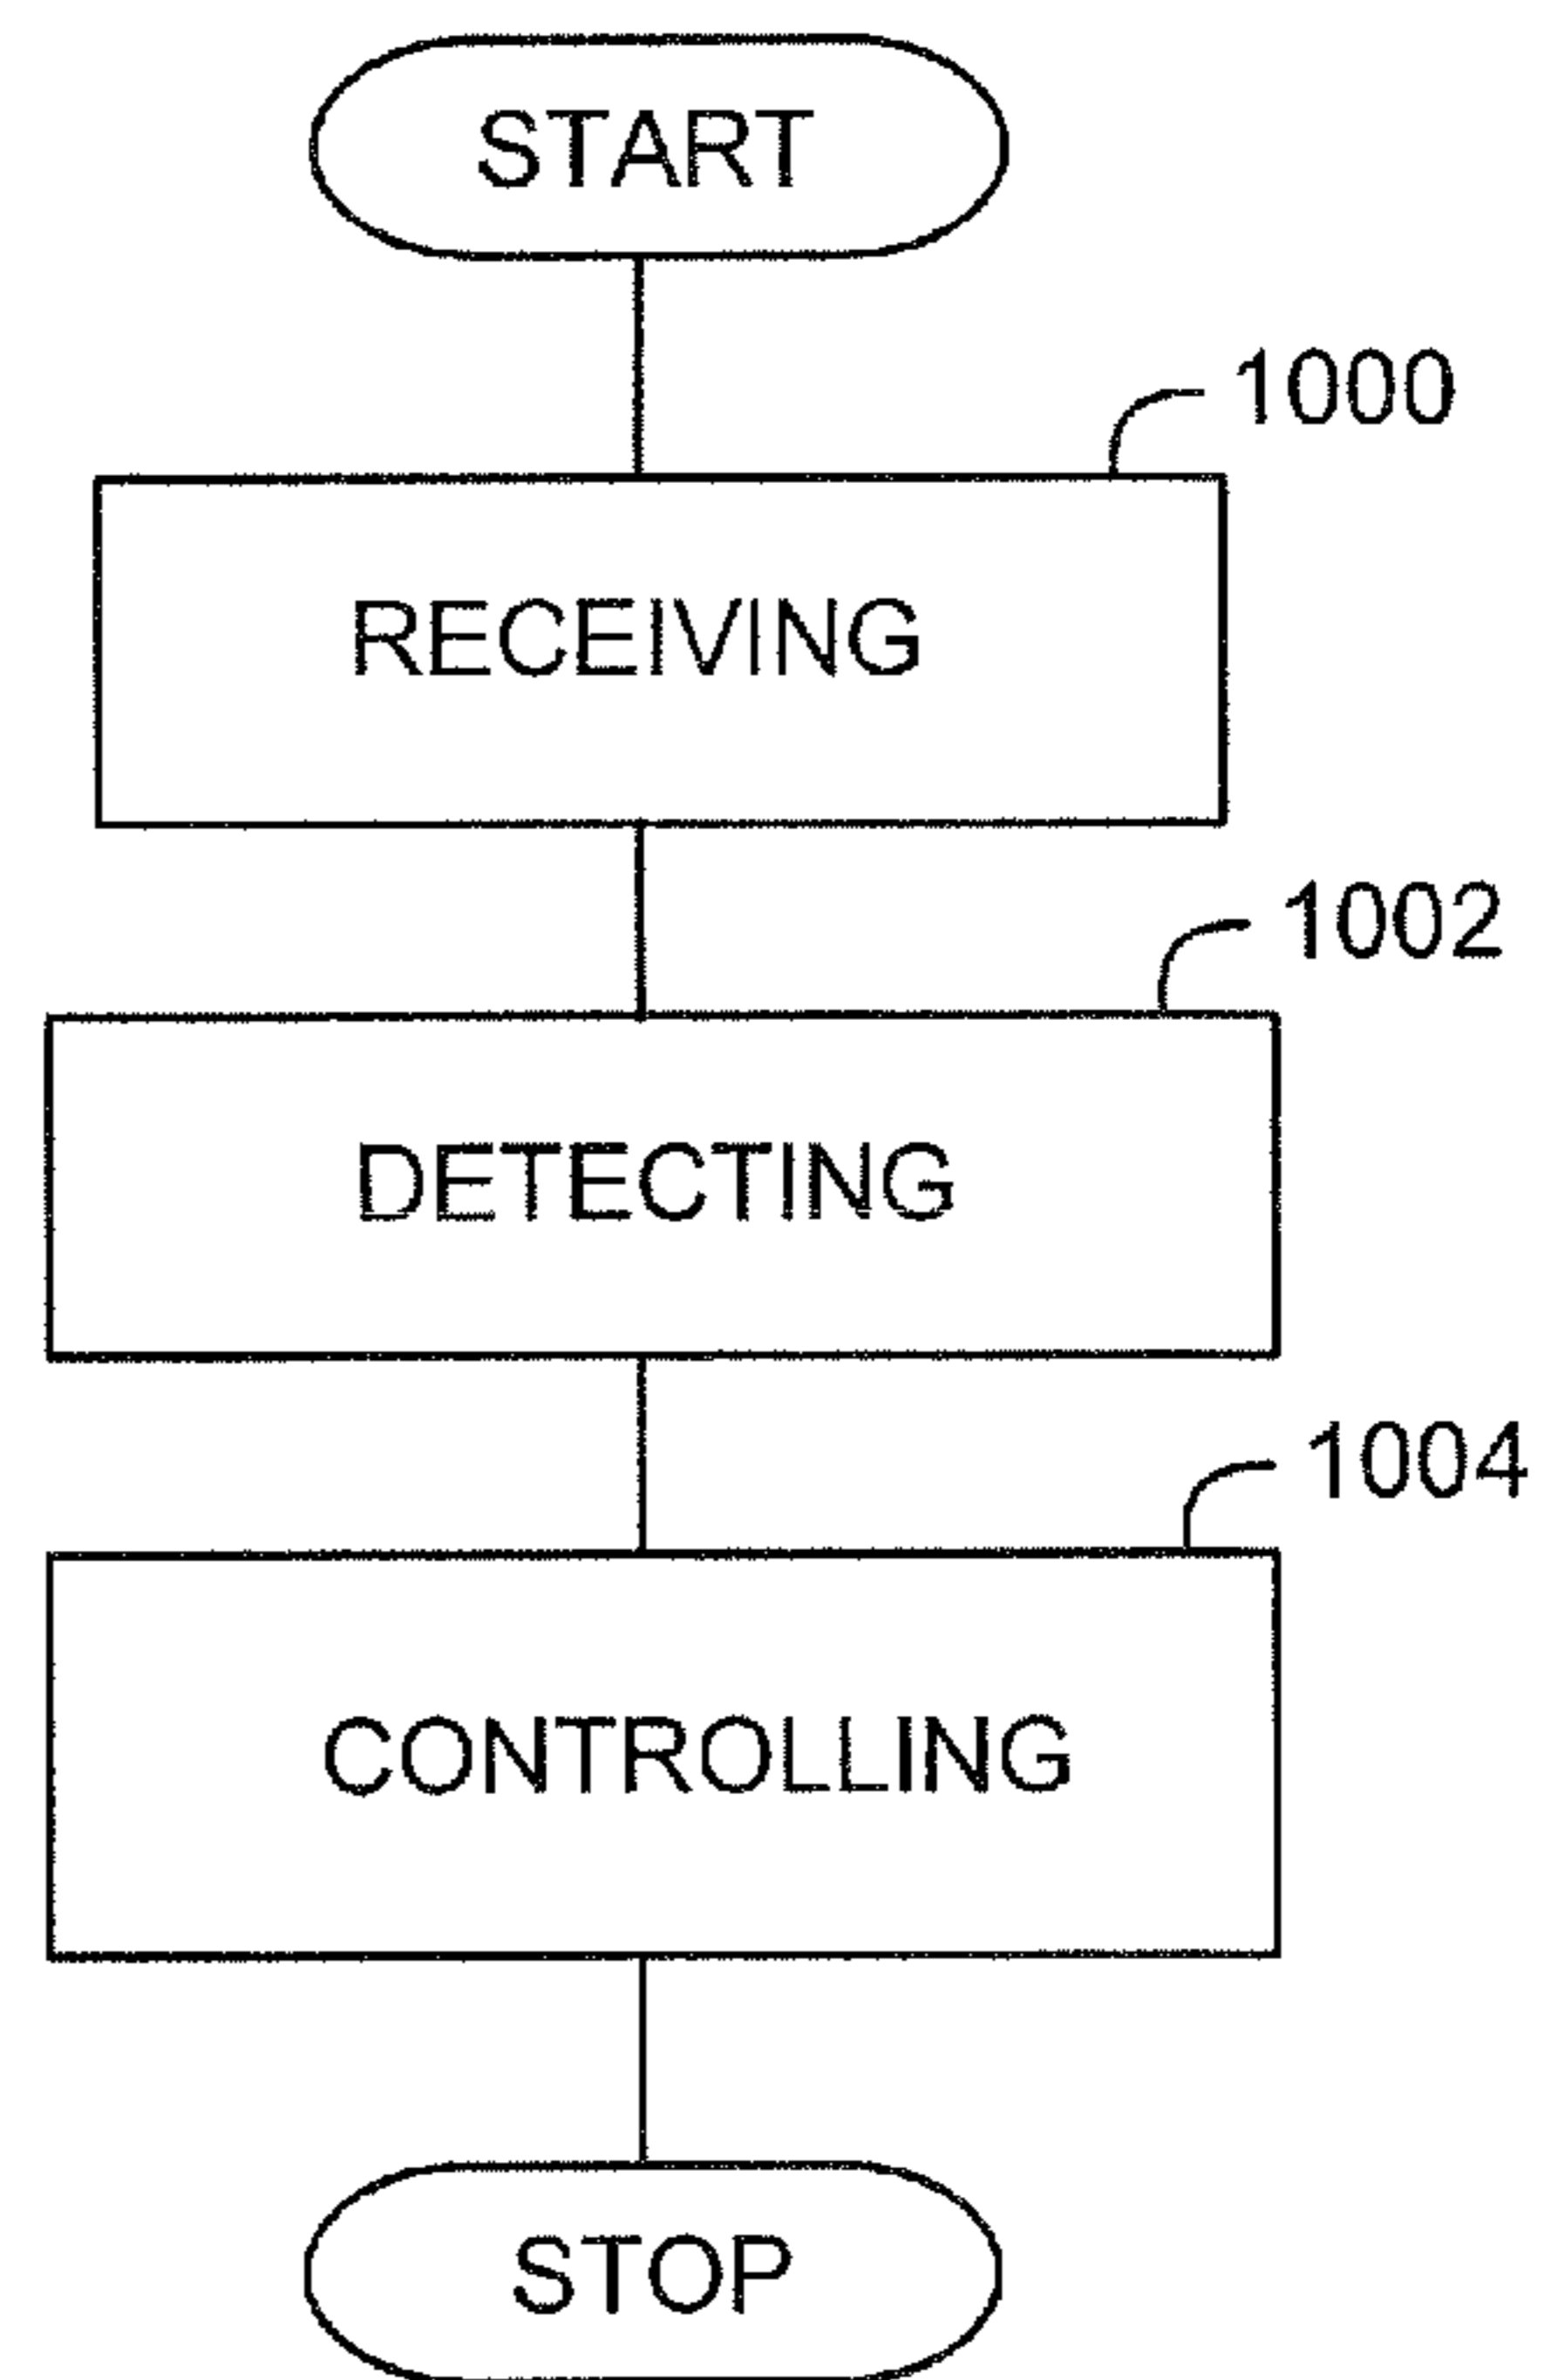 START
1000
RECEIVING
1002
DETECTING
1004
CONTROLLING
STOP